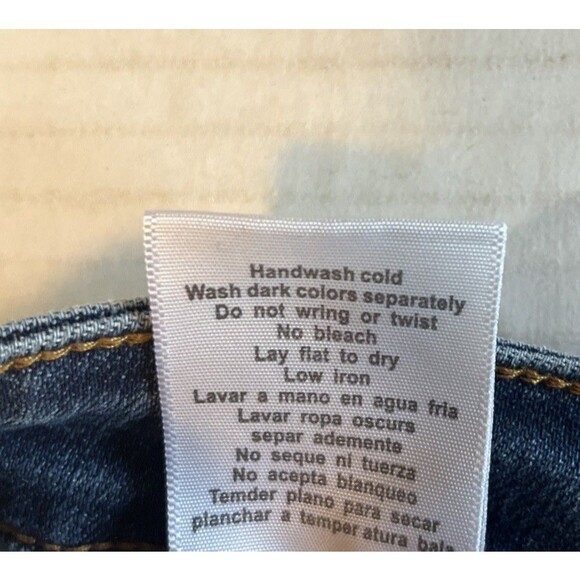 Handwash cold
Wash dark colors separately
Do not wring or twist
No bleach
Lay flat to dry
Low iron
Lavar a mano en agua fria
Lavar ropa oscurs
separ ademente
No seque ni tuerza
No acepta blanqueo
Temder plano para secar
planchar a temper atura baja